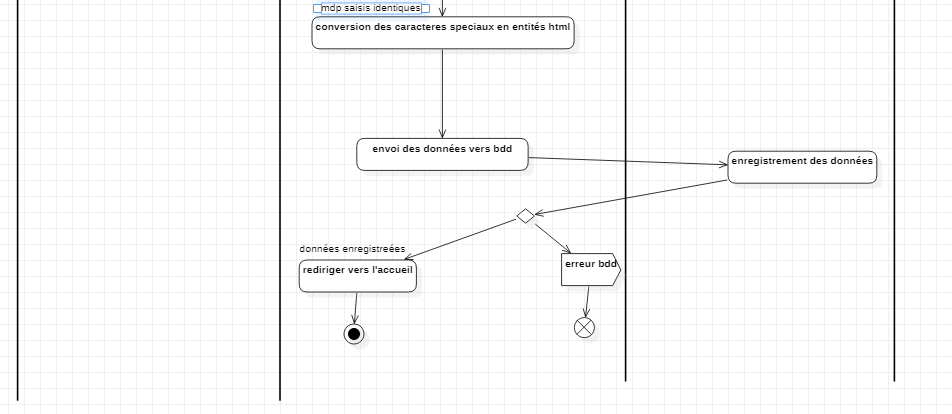 mdp saisis identiques
conversion des caracteres speciaux en entités html
envoi des données vers bdd
enregistrement des données
données enregistreées
erreur bdd
rediriger vers l'accueil